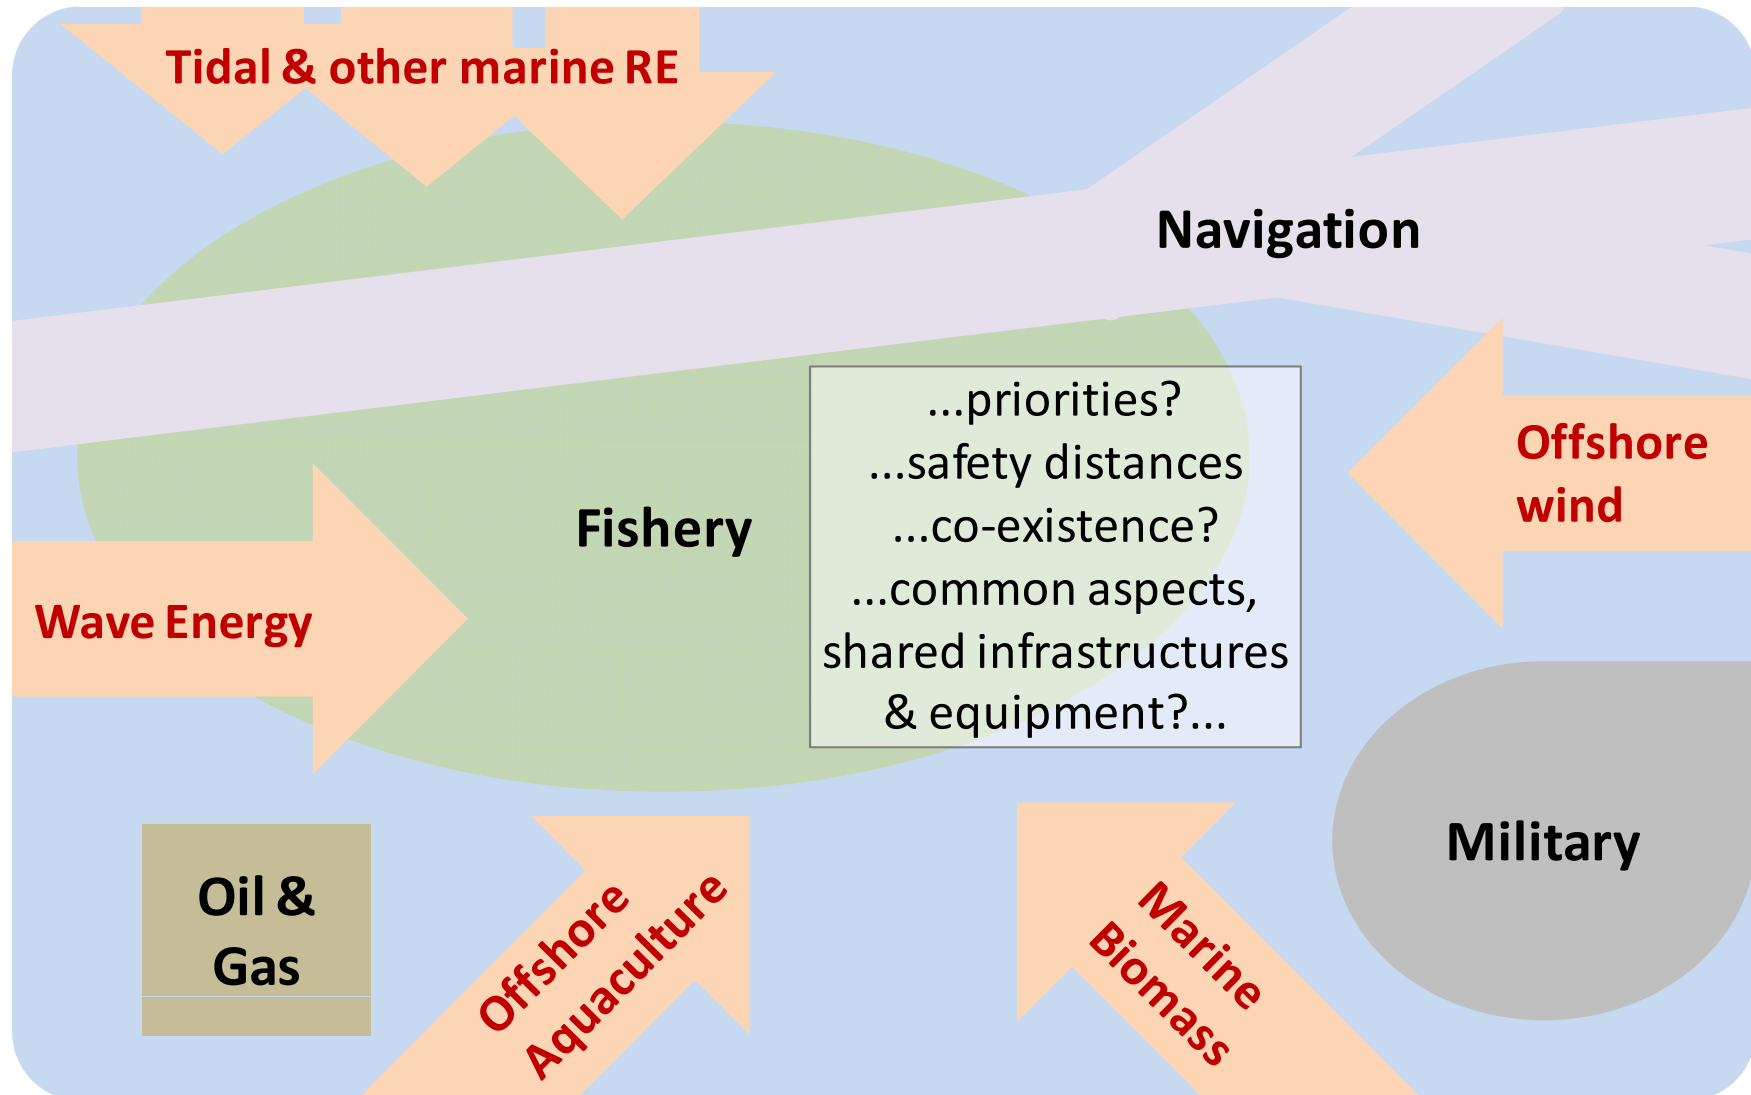 Tidal & other marine RE
Navigation
...priorities?
...safety distances
...co-existence?
...common aspects,
shared infrastructures
& equipment?...
Offshore
wind
Fishery
Wave Energy
Military
Oil &
Gas
Offshore
Aquaculture
Marine
Biomass